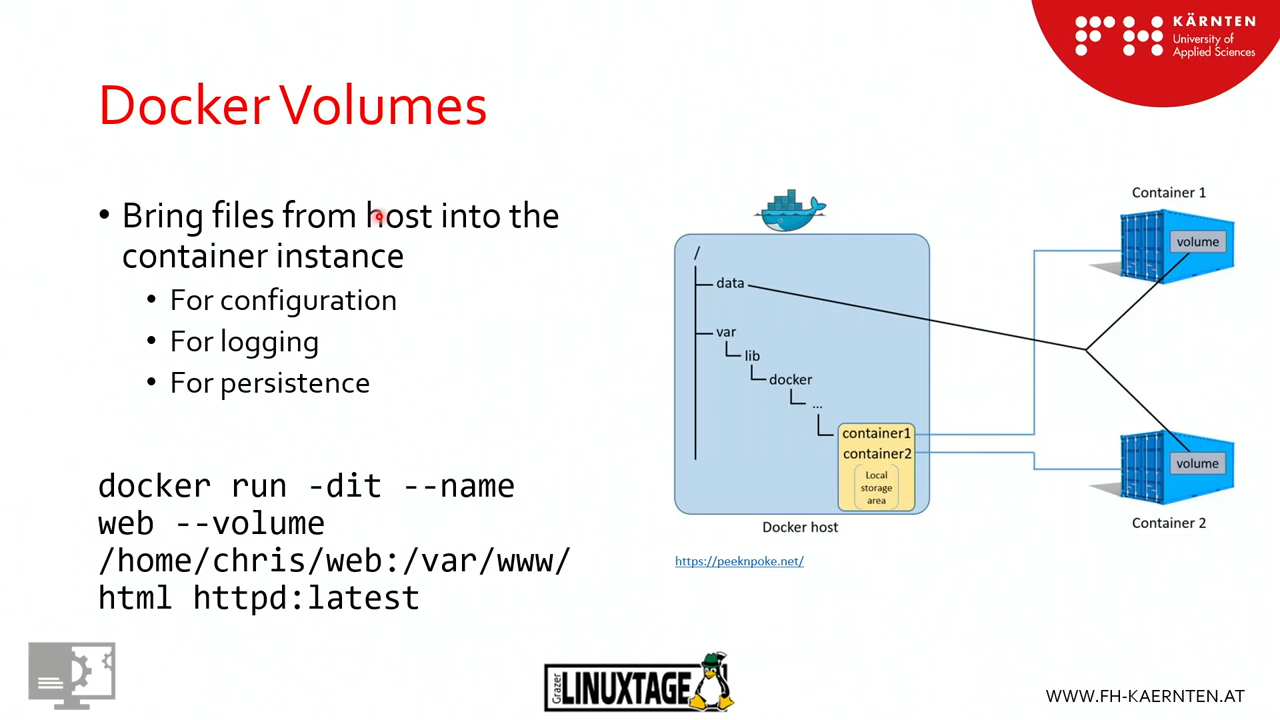 KÄRNTEN
University of
Applied Sciences
Docker Volumes
• Bring files from host into the
container instance
• For configuration
• For logging
• For persistence
docker run -dit --name
web --volume
/home/chris/web:/var/www/
html httpd:latest
/
data
var
lib
docker
...
container1
container2
Local
storage
area
Docker host
Container 1
volume
volume
Container 2
https://peeknpoke.net/
Grazer
LINUXTAGE
WWW.FH-KAERNTEN.AT